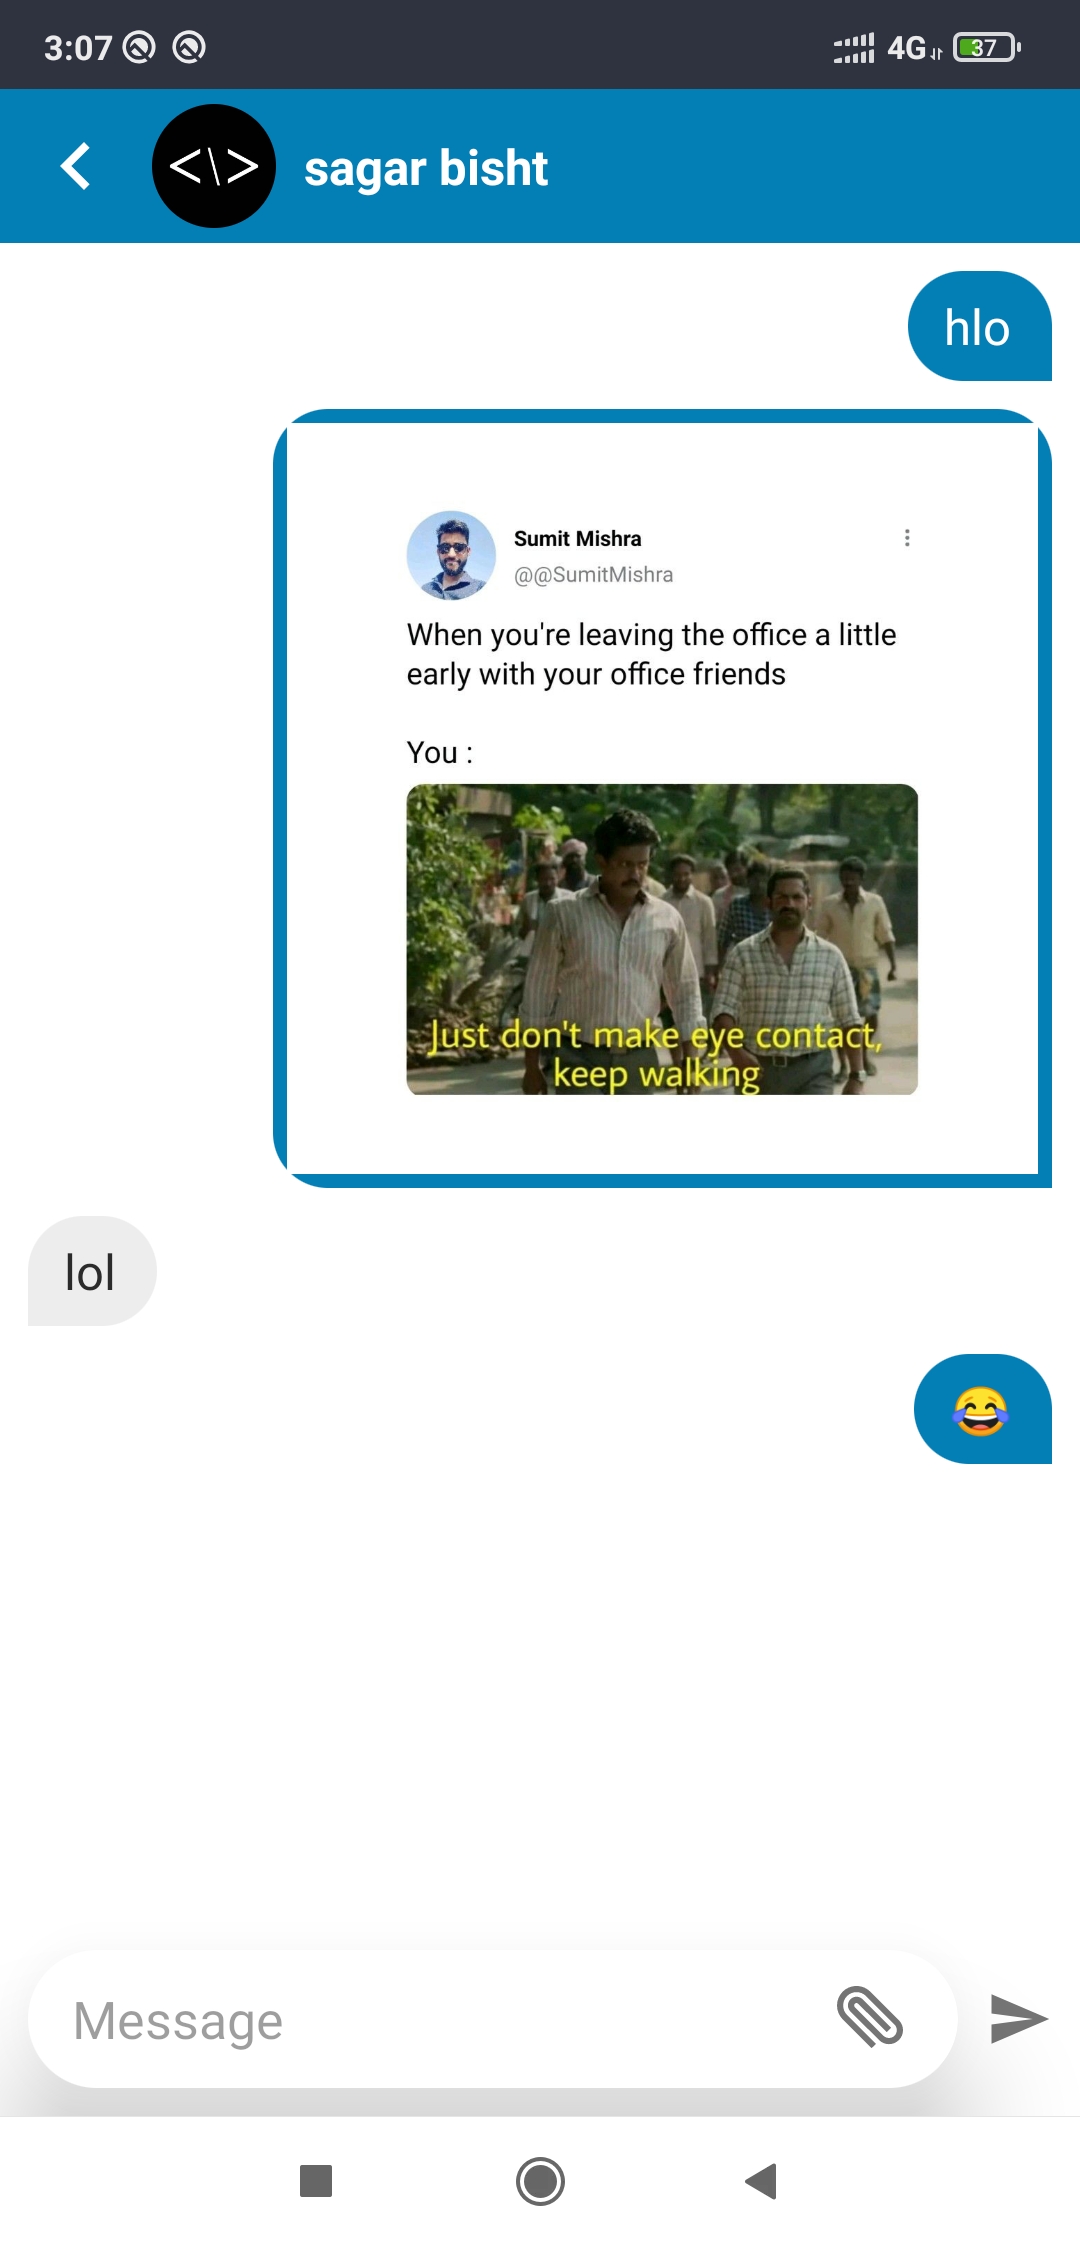 3:07
4G
37
<\>
sagar bisht
hlo
Sumit Mishra
@@SumitMishra
When you're leaving the office a little
early with your office friends
You :
Just don't make eye contact,
keep walking
lol
😂
Message